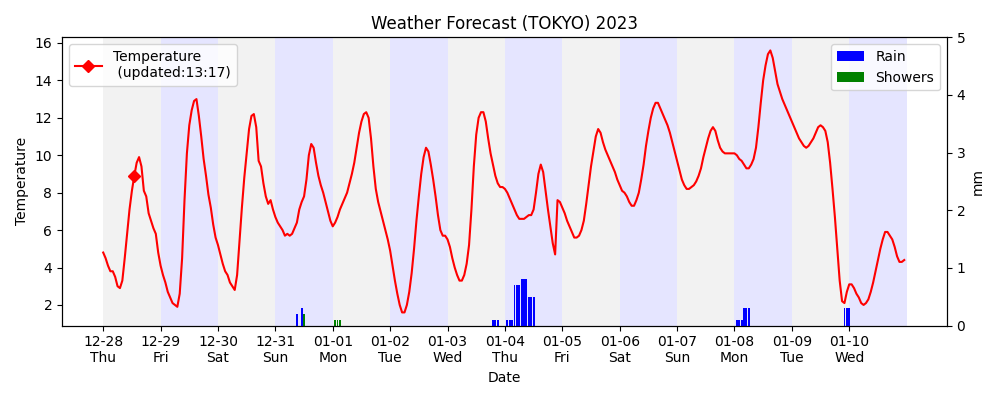 Weather Forecast (TOKYO) 2023
Temperature
(updated:13:17)
Rain
Showers
16
14
12
10
8
6
4
2
Temperature
5
4
3
2
1
0
mm
12-28 12-29 12-30 12-31 01-01 01-02 01-03 01-04 01-05 01-06 01-07 01-08 01-09 01-10
Thu Fri Sat Sun Mon Tue Wed Thu Fri Sat Sun Mon Tue Wed
Date